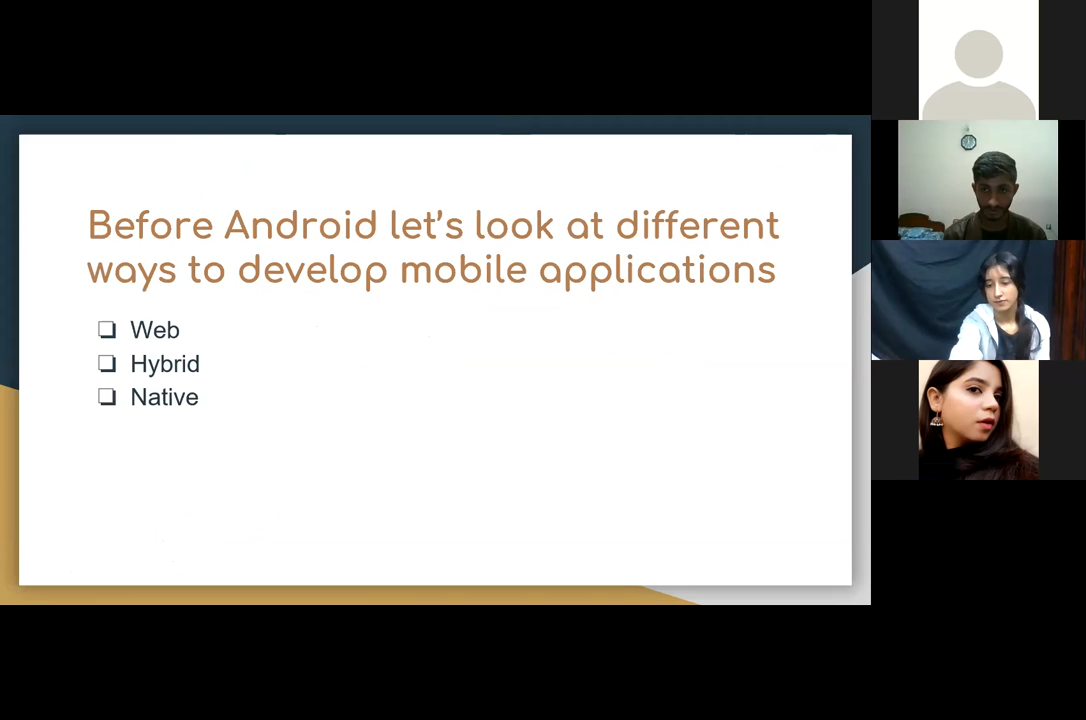 Before Android let's look at different
ways to develop mobile applications
❏ Web
❏ Hybrid
❏ Native